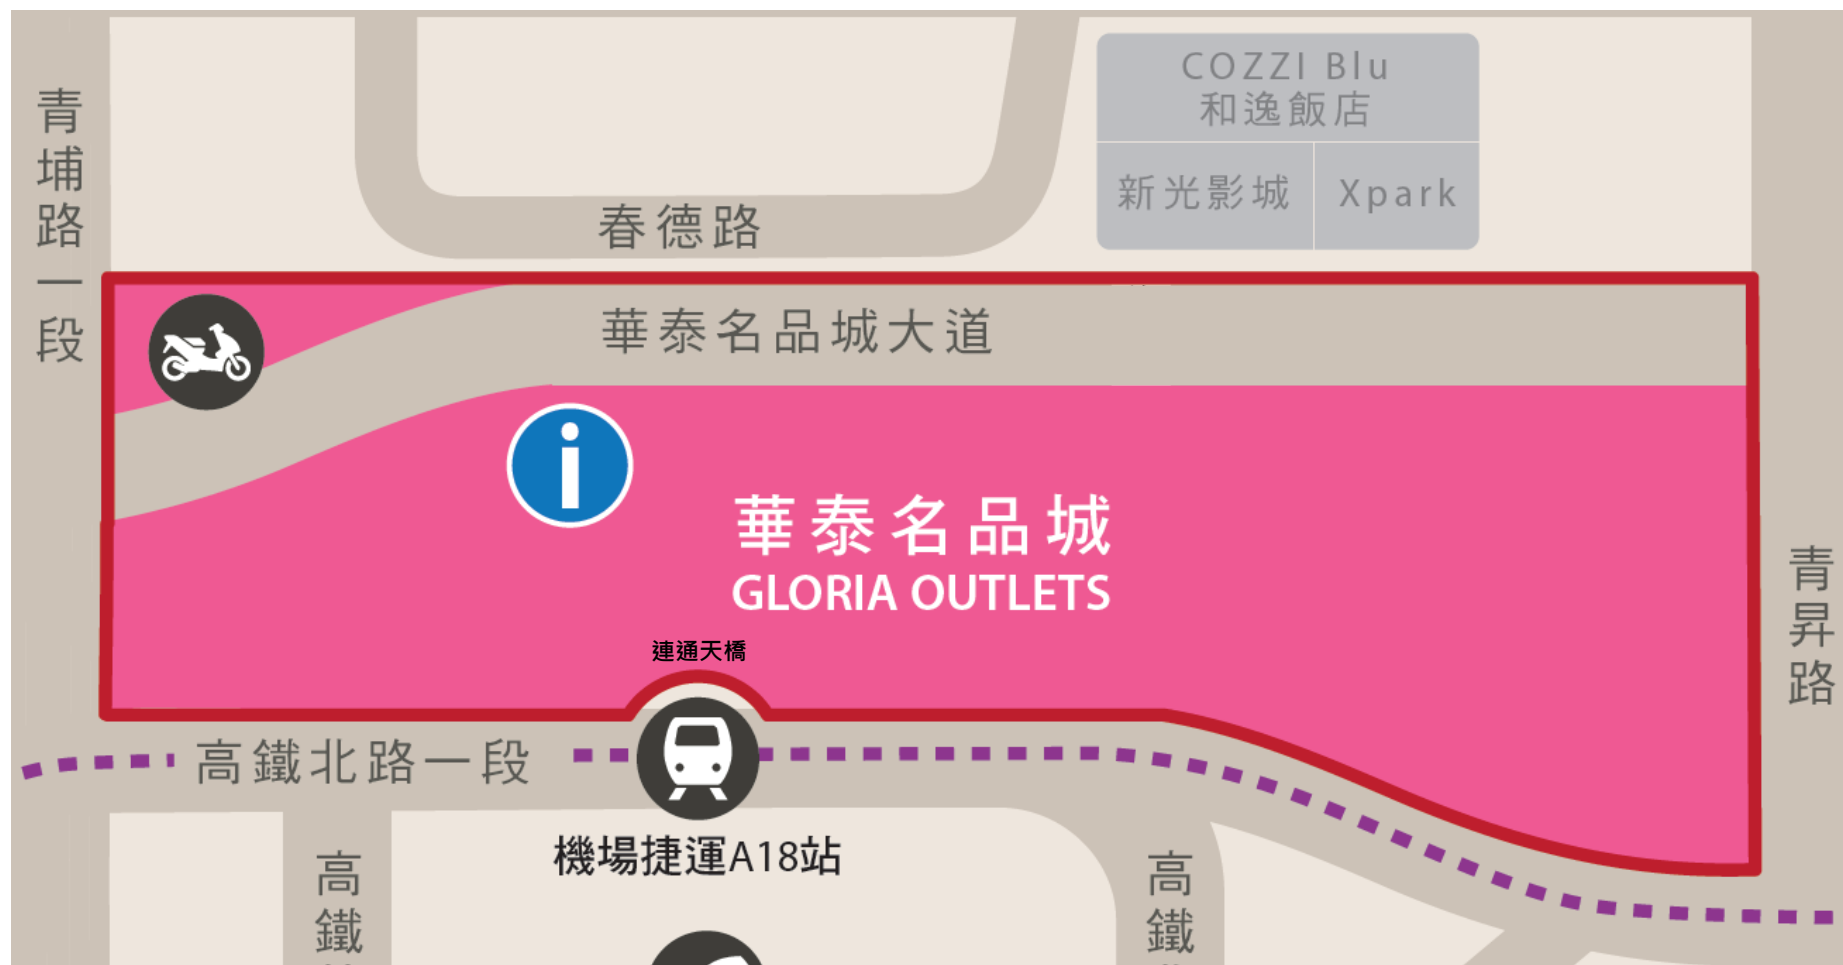 COZZI Blu
和逸飯店
新光影城
Xpark
青埔路一段
春德路
華泰名品城大道
華泰名品城
GLORIA OUTLETS
青昇路
連通天橋
高鐵北路一段
機場捷運A18站
高鐵
高鐵